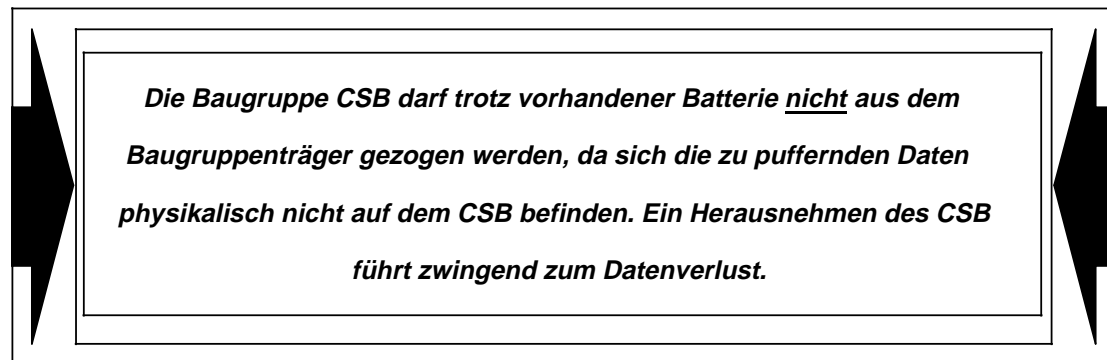 Die Baugruppe CSB darf trotz vorhandener Batterie nicht aus dem
Baugruppenträger gezogen werden, da sich die zu puffernden Daten
physikalisch nicht auf dem CSB befinden. Ein Herausnehmen des CSB
führt zwingend zum Datenverlust.